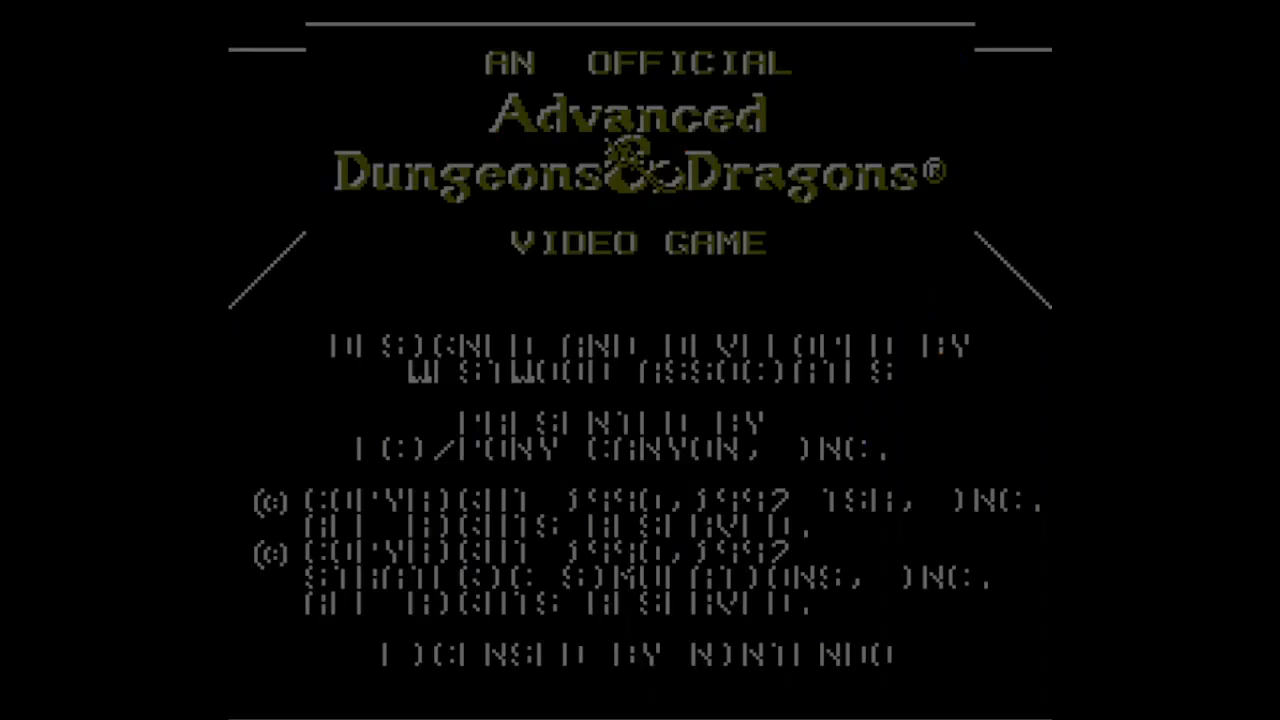 AN OFFICIAL
Advanced
Dungeons & Dragons®
VIDEO GAME
DESIGNED AND DEVELOPED BY
WESTWOOD ASSOCIATES
PRESENTED BY
FCI/PONY CANYON, INC.
(C) COPYRIGHT 1990,1992 TSR, INC.
ALL RIGHTS RESERVED.
(C) COPYRIGHT 1990,1992
STRATEGIC SIMULATIONS, INC.
ALL RIGHTS RESERVED.
LICENSED BY NINTENDO